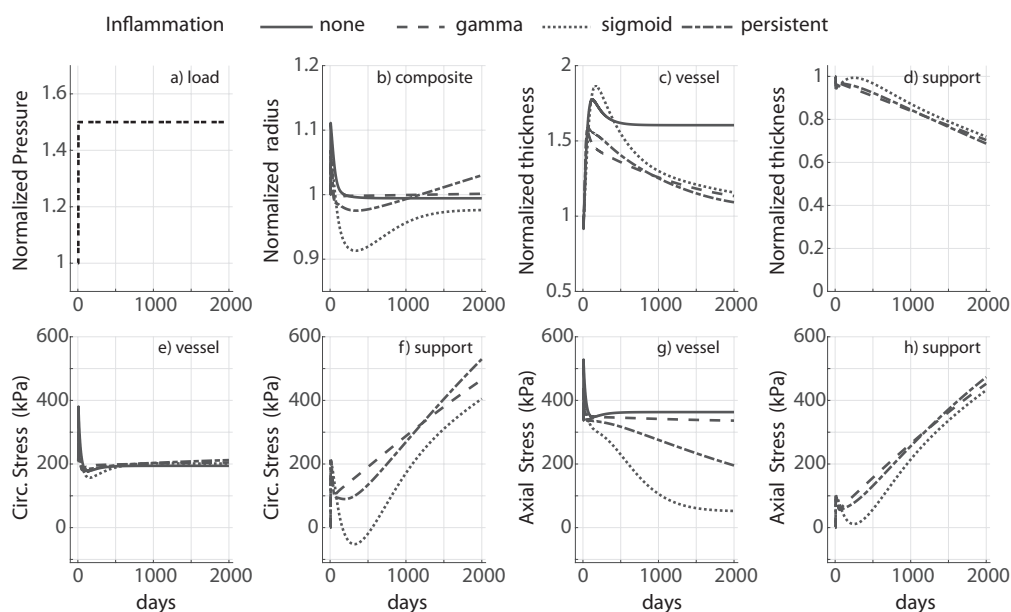 Inflammation none gamma sigmoid persistent
a) load
Normalized Pressure
1.6
1.4
1.2
1
0 1000 2000
b) composite
Normalized radius
1.2
1.1
1.0
0.9
0 1000 2000
c) vessel
Normalized thickness
2
1.5
1
0.5
0 1000 2000
d) support
Normalized thickness
1
0.8
0.6
0.4
0.2
0
0 1000 2000
e) vessel
Circ. Stress (kPa)
600
400
200
0
0 1000 2000
days
f) support
Circ. Stress (kPa)
600
400
200
0
0 1000 2000
days
g) vessel
Axial Stress (kPa)
600
400
200
0
0 1000 2000
days
h) support
Axial Stress (kPa)
600
400
200
0
0 1000 2000
days